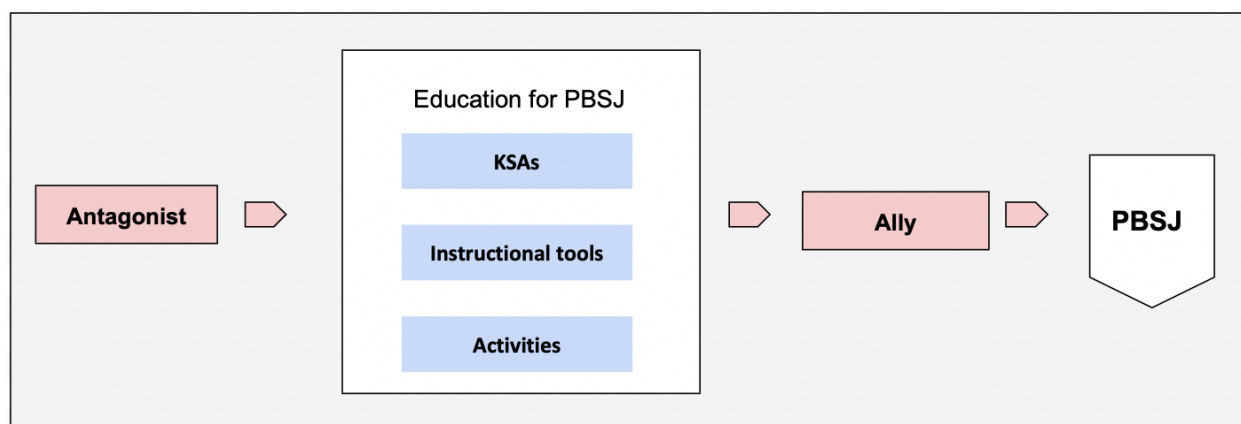 Education for PBSJ
KSAs
Antagonist
Instructional tools
Activities
Ally
PBSJ